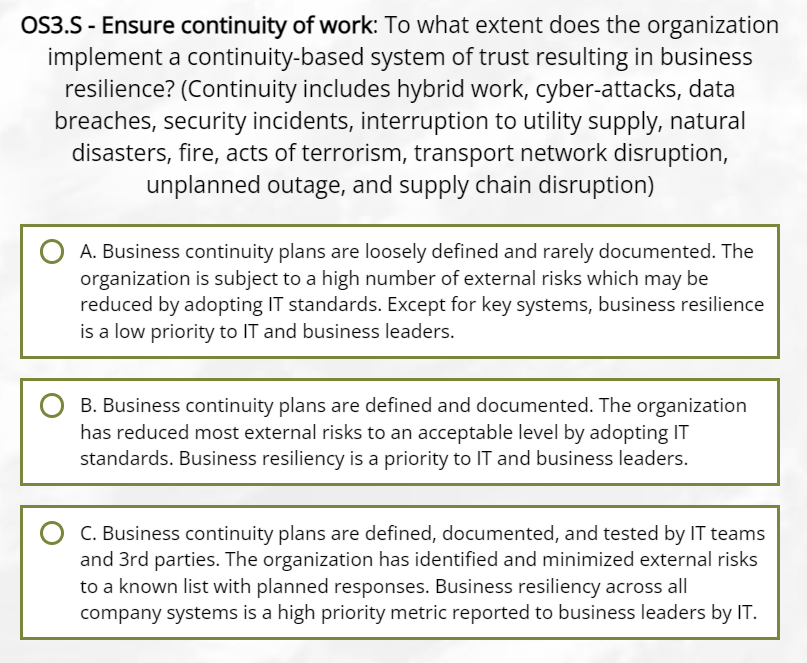 OS3.S - Ensure continuity of work: To what extent does the organization
implement a continuity-based system of trust resulting in business
resilience? (Continuity includes hybrid work, cyber-attacks, data
breaches, security incidents, interruption to utility supply, natural
disasters, fire, acts of terrorism, transport network disruption,
unplanned outage, and supply chain disruption)
A. Business continuity plans are loosely defined and rarely documented. The
organization is subject to a high number of external risks which may be
reduced by adopting IT standards. Except for key systems, business resilience
is a low priority to IT and business leaders.
B. Business continuity plans are defined and documented. The organization
has reduced most external risks to an acceptable level by adopting IT
standards. Business resiliency is a priority to IT and business leaders.
C. Business continuity plans are defined, documented, and tested by IT teams
and 3rd parties. The organization has identified and minimized external risks
to a known list with planned responses. Business resiliency across all
company systems is a high priority metric reported to business leaders by IT.